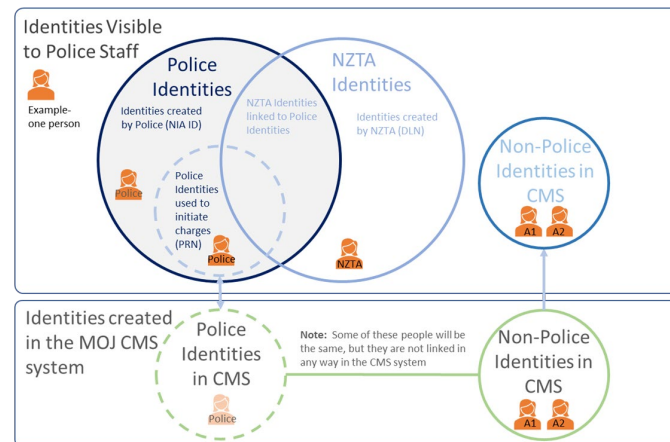 Identities Visible
to Police Staff
Example-
one person
Police
Identities
Identities created
by Police (NIA ID)
Police
Police
Identities
used to
initiate
charges
(PRN)
Police
NZTA Identities
linked to Police
Identities
NZTA
Identities
Identities created
by NZTA (DLN)
NZTA
Non-Police
Identities in
CMS
A1 A2
Identities created
in the MOJ CMS
system
Police
Identities
in CMS
Police
Note: Some of these people will be
the same, but they are not linked in
any way in the CMS system
Non-Police
Identities in
CMS
A1 A2